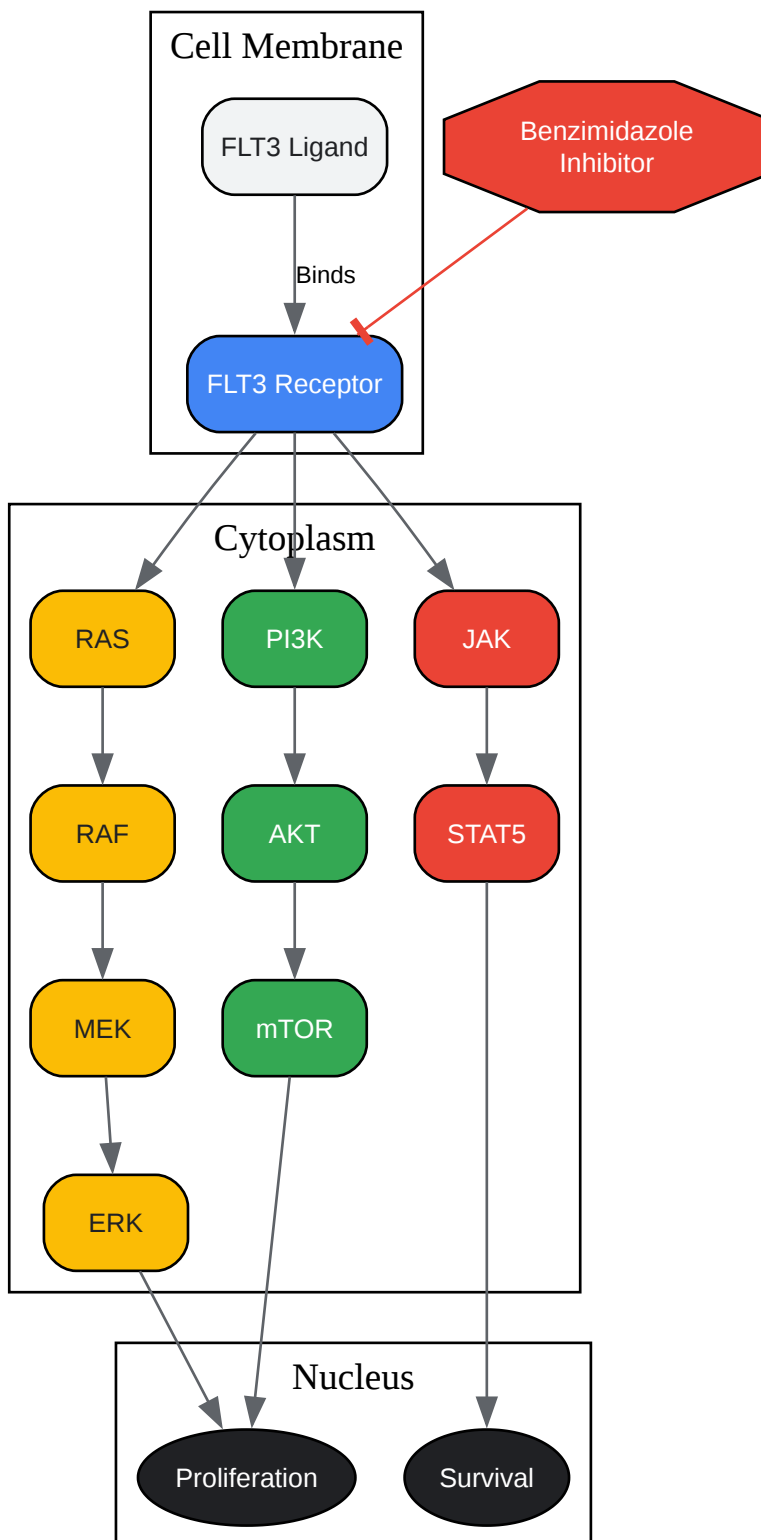 Cell Membrane
FLT3 Ligand
Benzimidazole
Inhibitor
Binds
FLT3 Receptor
Cytoplasm
RAS
PI3K
JAK
RAF
AKT
STAT5
MEK
mTOR
ERK
Nucleus
Proliferation
Survival